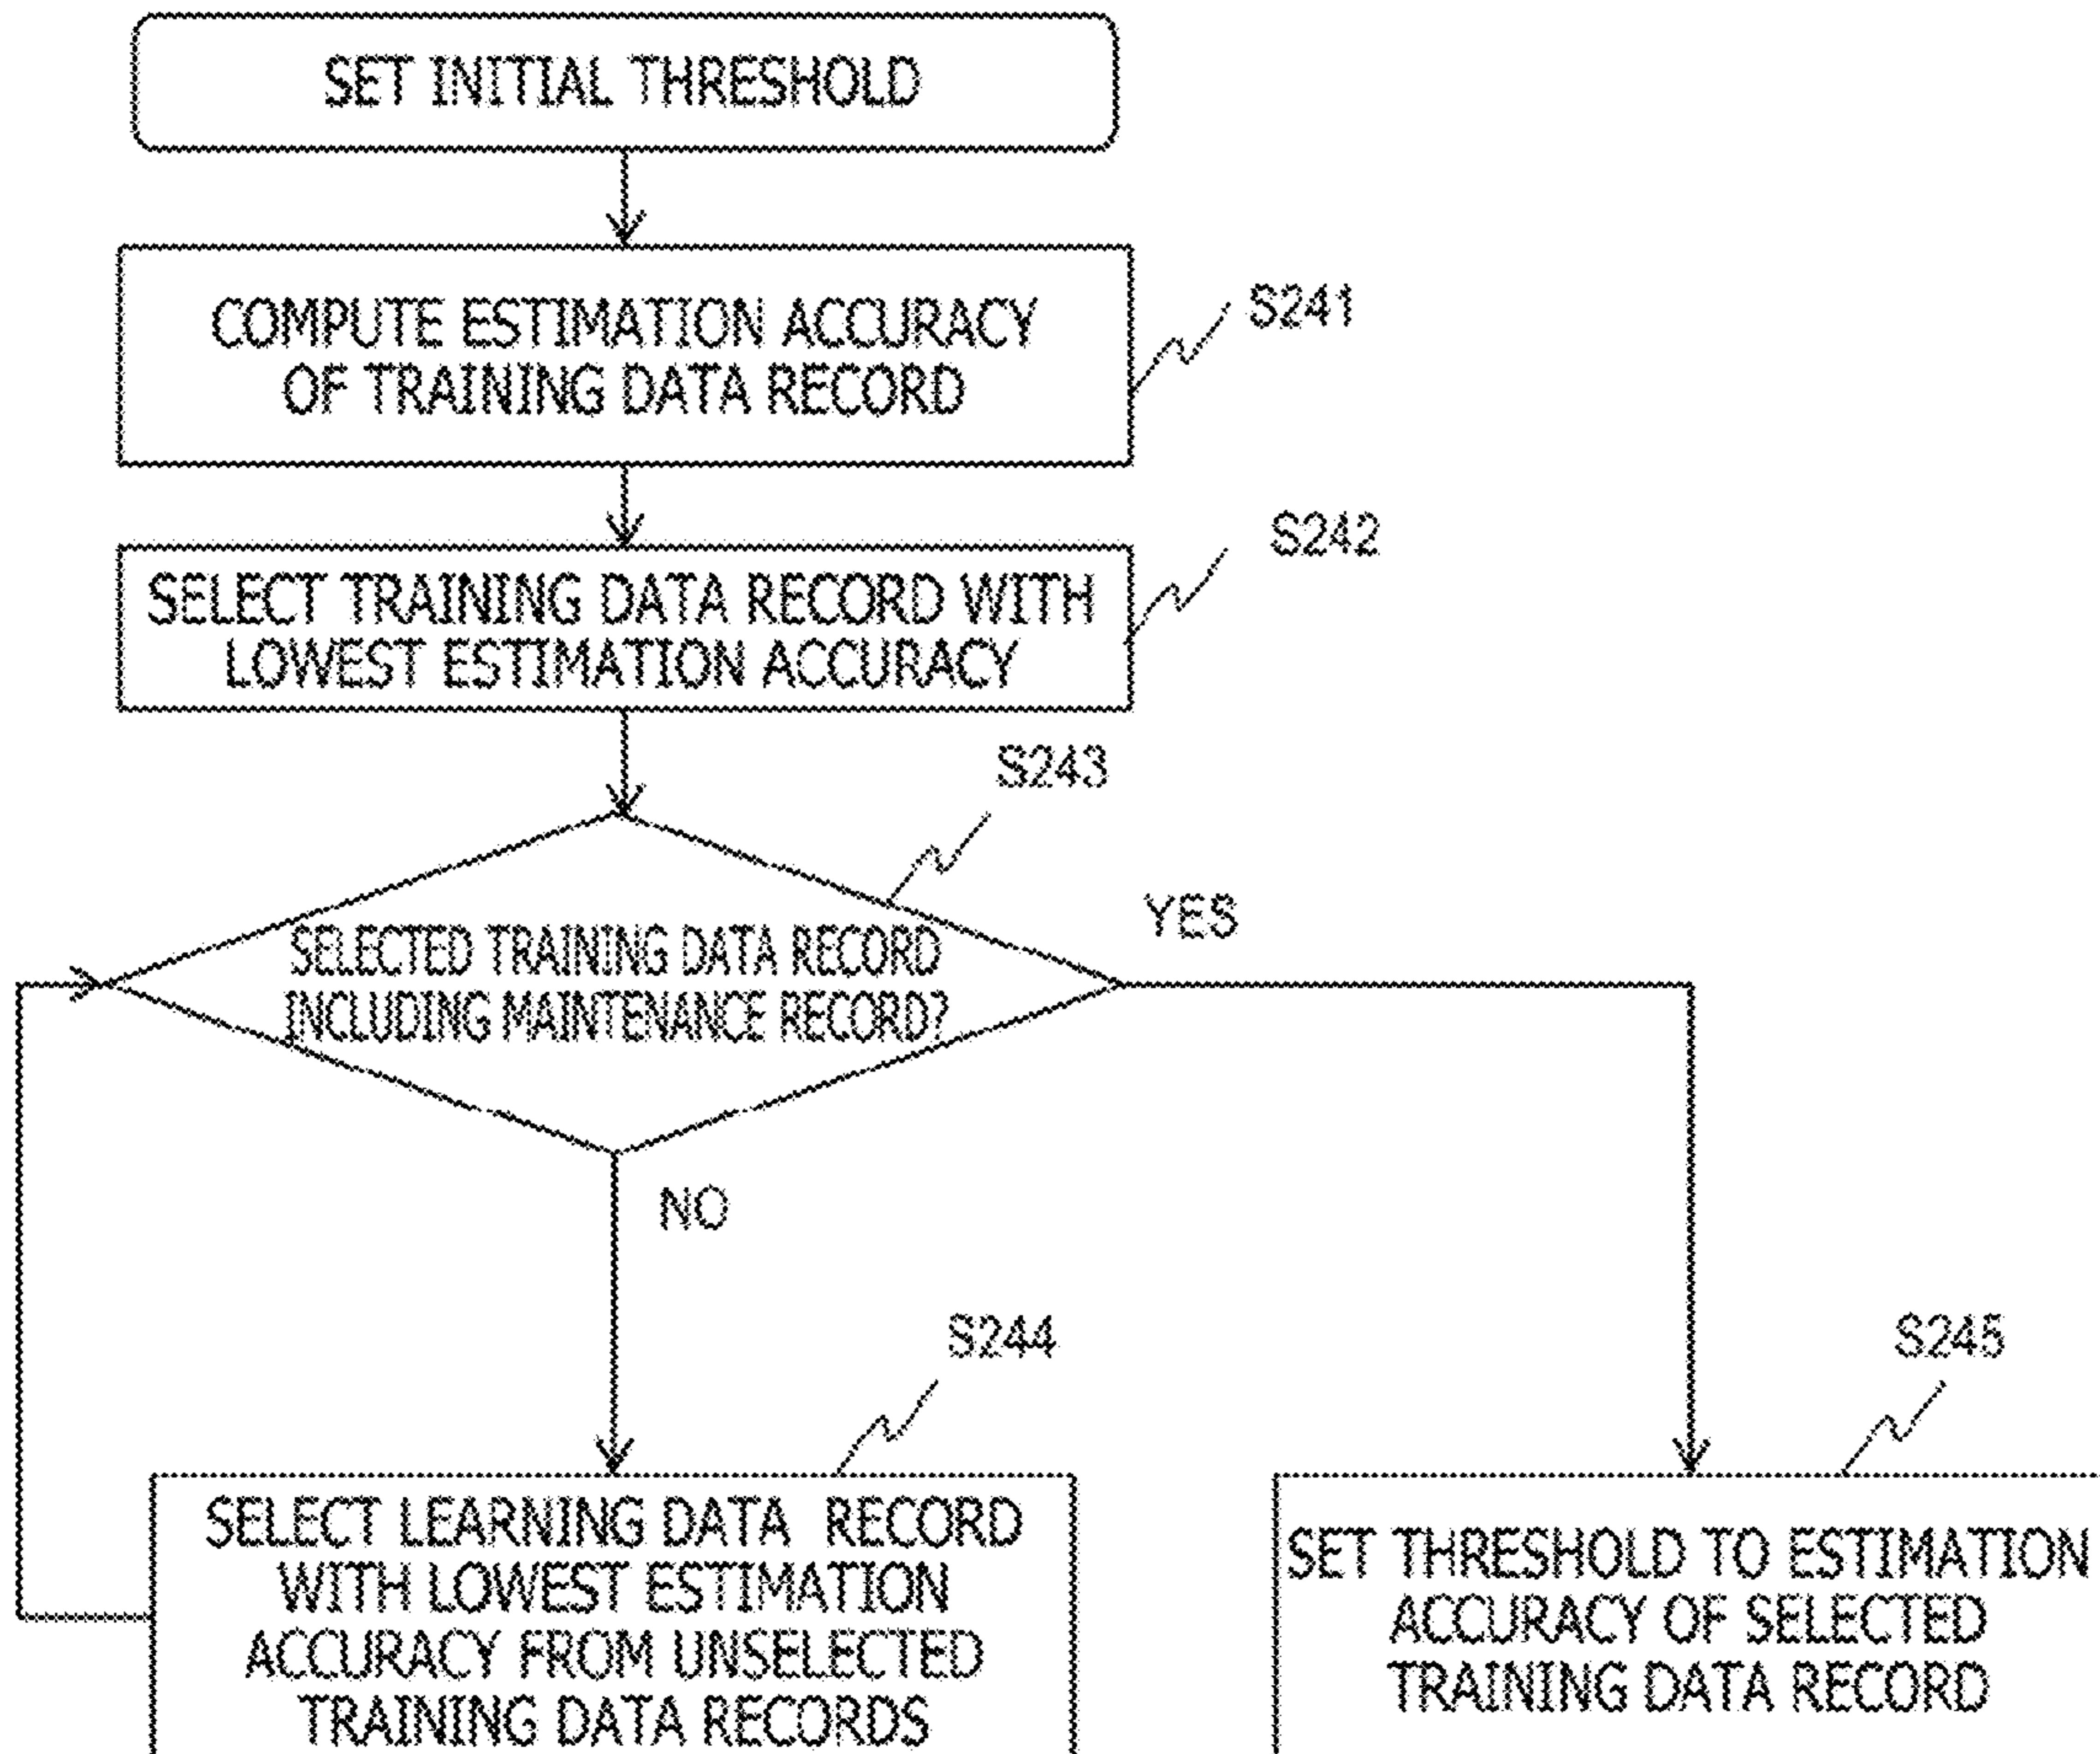 SET INITIAL THRESHOLD
COMPUTE ESTIMATION ACCURACY
OF TRAINING DATA RECORD
S241
SELECT TRAINING DATA RECORD WITH
LOWEST ESTIMATION ACCURACY
S242
S243
SELECTED TRAINING DATA RECORD
INCLUDING MAINTENANCE RECORD?
YES
NO
S244
SELECT LEARNING DATA RECORD
WITH LOWEST ESTIMATION
ACCURACY FROM UNSELECTED
TRAINING DATA RECORDS
S245
SET THRESHOLD TO ESTIMATION
ACCURACY OF SELECTED
TRAINING DATA RECORD